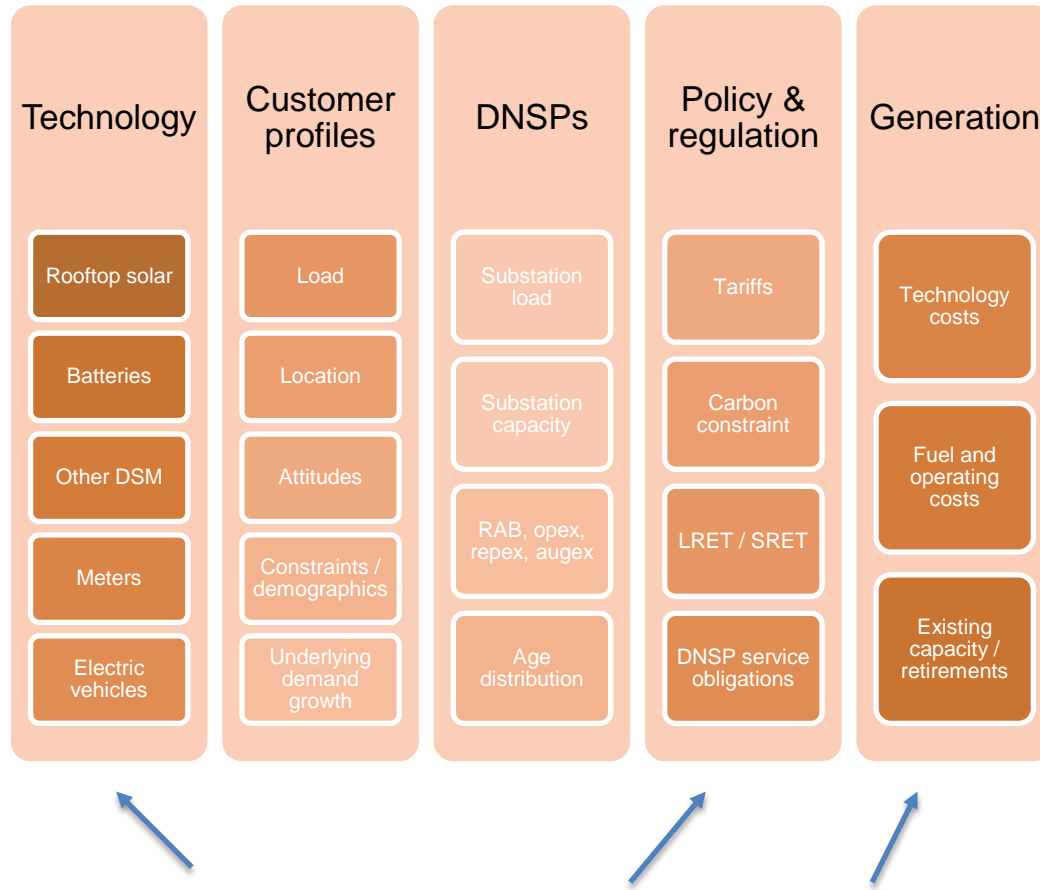 Technology
Rooftop solar
Batteries
Other DSM
Meters
Electric
vehicles
Customer
profiles
Load
Location
Attitudes
Constraints /
demographics
Underlying
demand
growth
DNSPs
Substation
load
Substation
capacity
RAB, opex,
repex, augex
Age
distribution
Policy &
regulation
Tariffs
Carbon
constraint
LRET / SRET
DNSP service
obligations
Generation
Technology
costs
Fuel and
operating
costs
Existing
capacity /
retirements